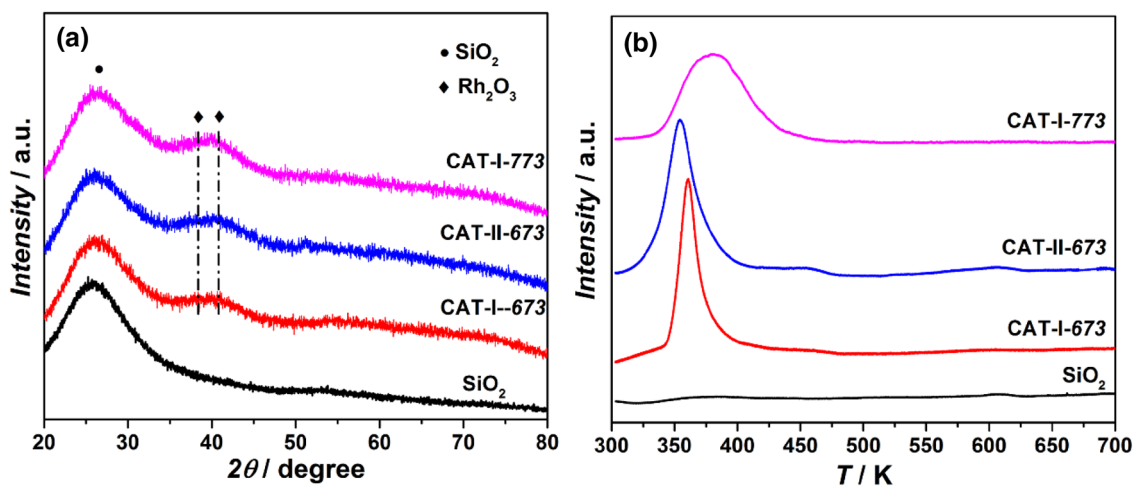 (a)
● SiO₂
◆ Rh₂O₃
CAT-I-773
CAT-II-673
CAT-I--673
SiO₂
Intensity / a.u.
20 30 40 50 60 70 80
2θ / degree
(b)
CAT-I-773
CAT-II-673
CAT-I-673
SiO₂
Intensity / a.u.
300 350 400 450 500 550 600 650 700
T / K